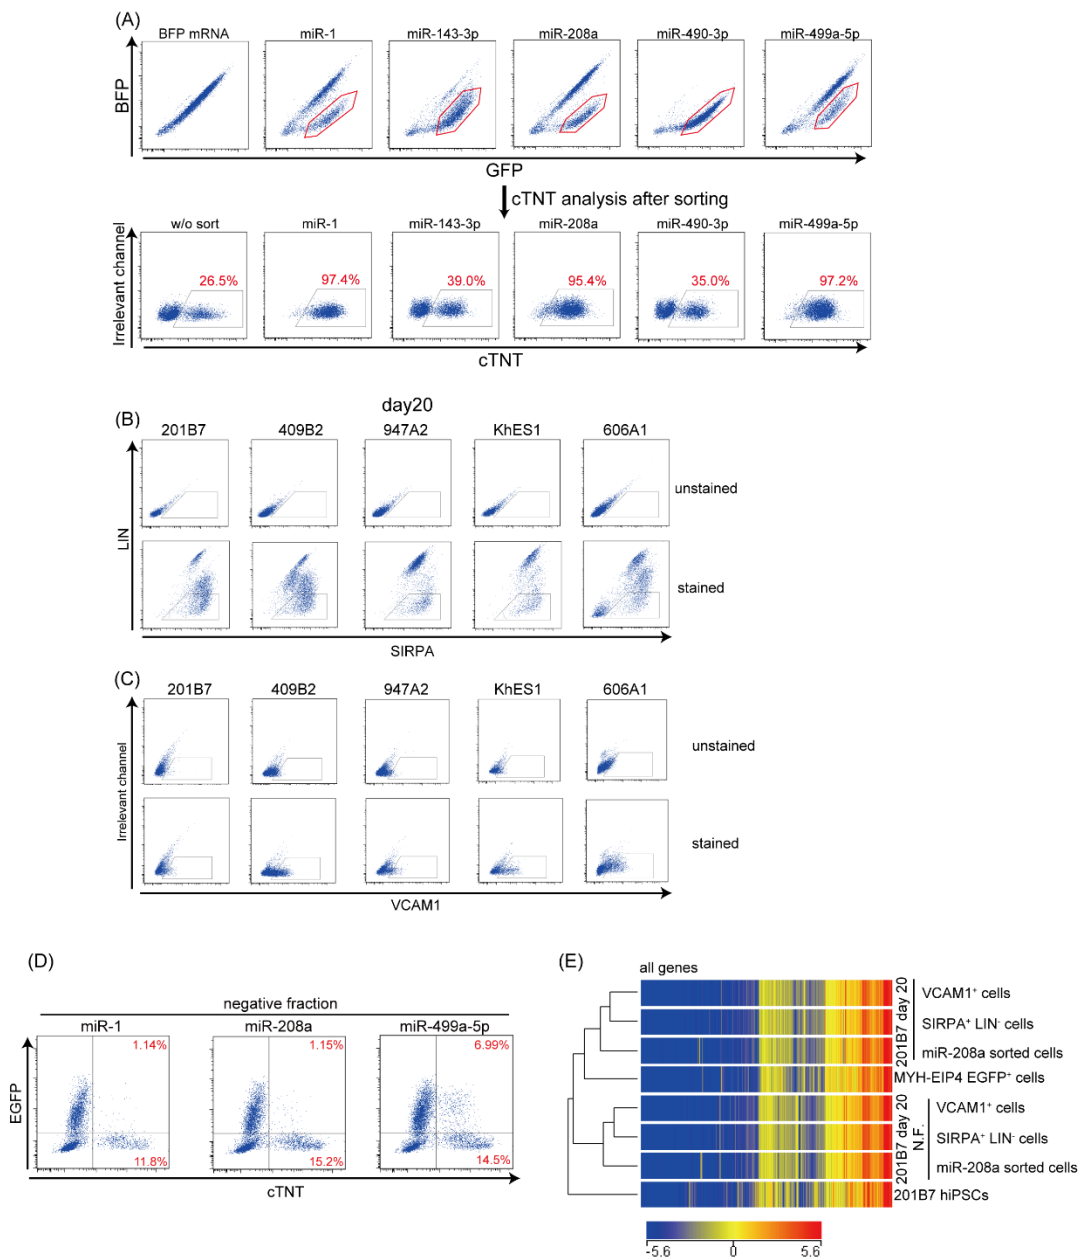 (A)
BFP mRNA miR-1 miR-143-3p miR-208a miR-490-3p miR-499a-5p
BFP
GFP
cTNT analysis after sorting
w/o sort miR-1 miR-143-3p miR-208a miR-490-3p miR-499a-5p
Irrelevant channel
26.5% 97.4% 39.0% 95.4% 35.0% 97.2%
cTNT
(B)
day20
201B7 409B2 947A2 KhES1 606A1
LIN
unstained
stained
SIRPA
(C)
201B7 409B2 947A2 KhES1 606A1
Irrelevant channel
unstained
stained
VCAM1
(D)
negative fraction
miR-1 miR-208a miR-499a-5p
EGFP
1.14% 1.15% 6.99%
11.8% 15.2% 14.5%
cTNT
(E)
all genes
201B7 day 20
VCAM1⁺ cells
SIRPA⁺ LIN⁻ cells
miR-208a sorted cells
MYH-EIP4 EGFP⁺ cells
201B7 day 20
N.F.
VCAM1⁺ cells
SIRPA⁺ LIN⁻ cells
miR-208a sorted cells
201B7 hiPSCs
-5.6 0 5.6